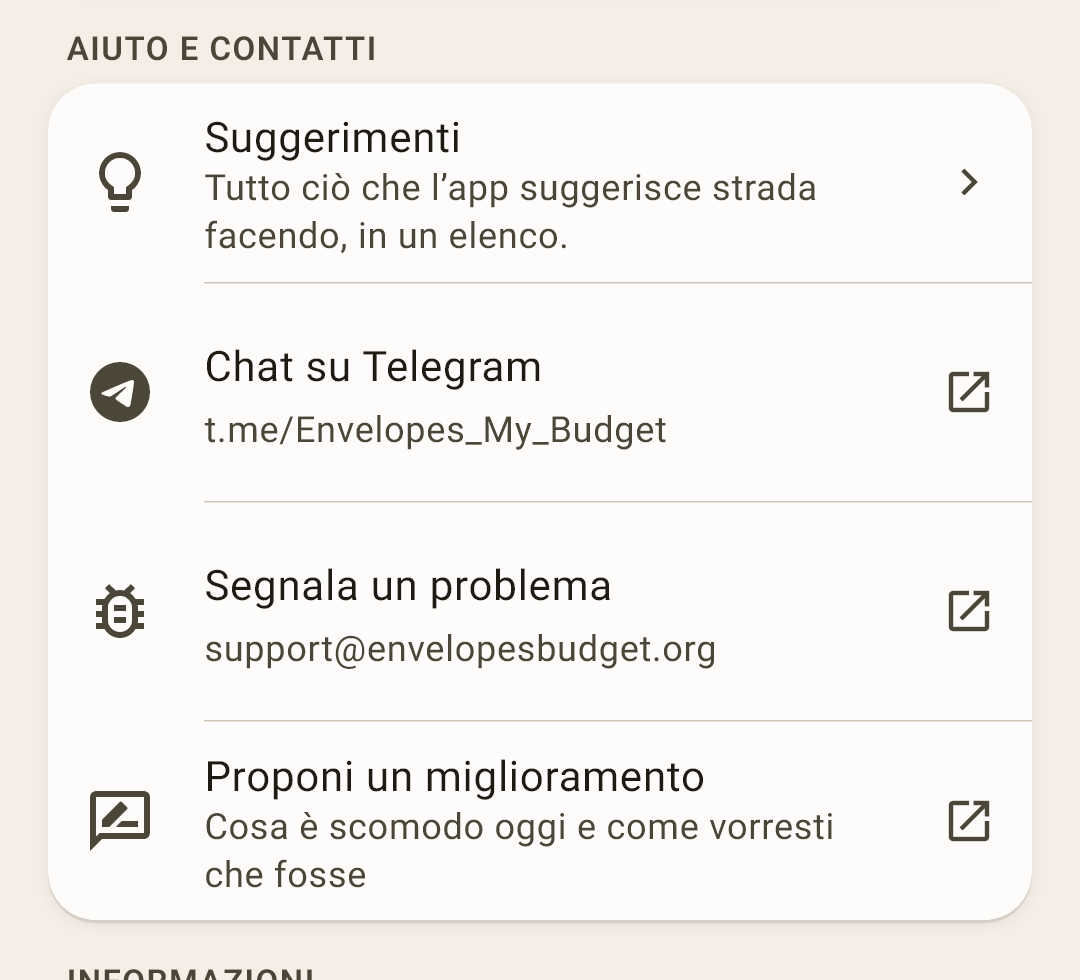 AIUTO E CONTATTI
Suggerimenti
Tutto ciò che l’app suggerisce strada
facendo, in un elenco.
Chat su Telegram
t.me/Envelopes_My_Budget
Segnala un problema
support@envelopesbudget.org
Proponi un miglioramento
Cosa è scomodo oggi e come vorresti
che fosse
INFORMAZIONI